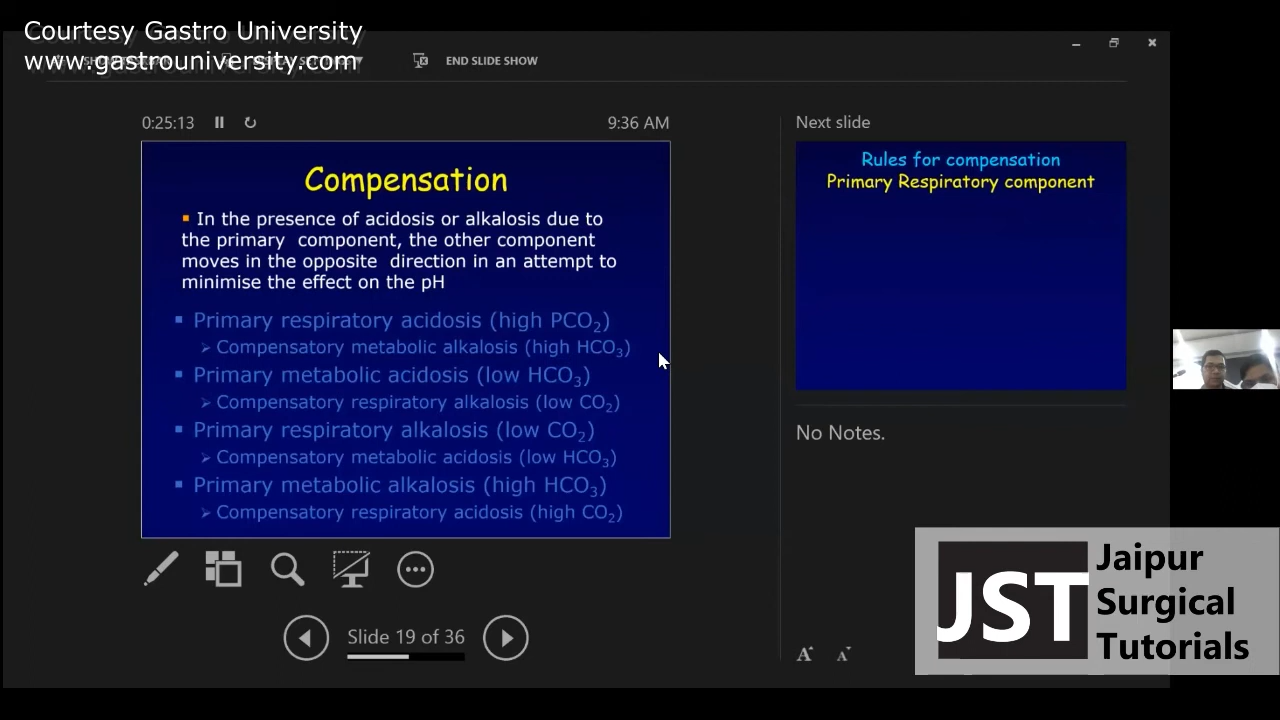 Courtesy Gastro University
www.gastrouniversity.com
END SLIDE SHOW
0:25:13
9:36 AM
Compensation
▪ In the presence of acidosis or alkalosis due to
the primary component, the other component
moves in the opposite direction in an attempt to
minimise the effect on the pH
▪ Primary respiratory acidosis (high PCO₂)
➢ Compensatory metabolic alkalosis (high HCO₃)
▪ Primary metabolic acidosis (low HCO₃)
➢ Compensatory respiratory alkalosis (low CO₂)
▪ Primary respiratory alkalosis (low CO₂)
➢ Compensatory metabolic acidosis (low HCO₃)
▪ Primary metabolic alkalosis (high HCO₃)
➢ Compensatory respiratory acidosis (high CO₂)
Slide 19 of 36
Next slide
Rules for compensation
Primary Respiratory component
No Notes.
A A
JST
Jaipur
Surgical
Tutorials